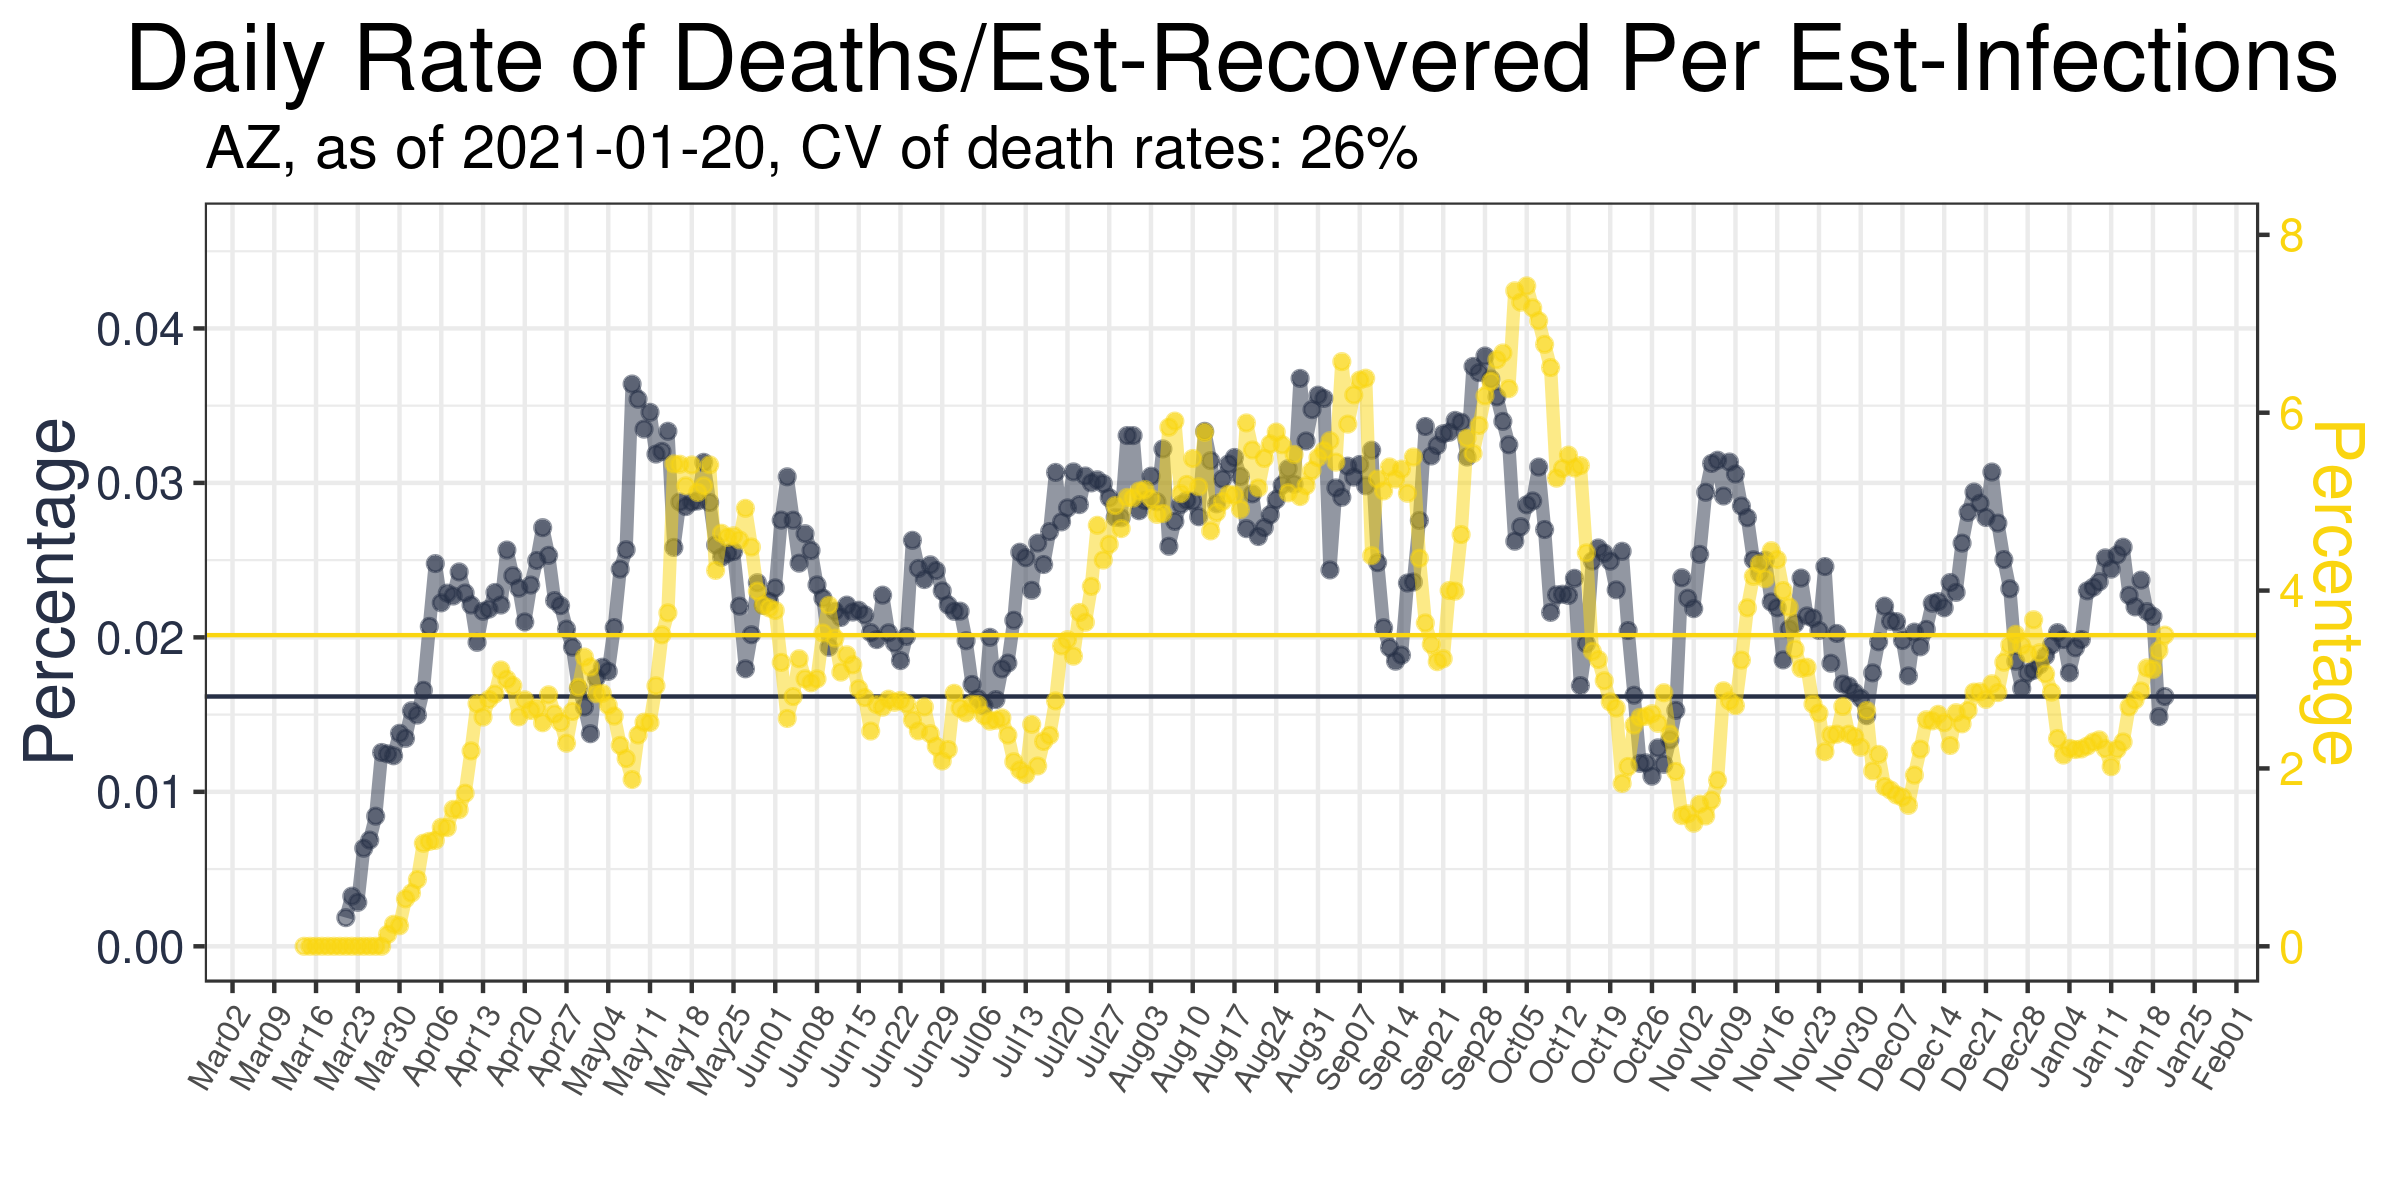 Daily Rate of Deaths/Est-Recovered Per Est-Infections
AZ, as of 2021-01-20, CV of death rates: 26%
Percentage
0.04
0.03
0.02
0.01
0.00
8
6
4
2
0
Percentage
Mar02
Mar09
Mar16
Mar23
Mar30
Apr06
Apr13
Apr20
Apr27
May04
May11
May18
May25
Jun01
Jun08
Jun15
Jun22
Jun29
Jul06
Jul13
Jul20
Jul27
Aug03
Aug10
Aug17
Aug24
Aug31
Sep07
Sep14
Sep21
Sep28
Oct05
Oct12
Oct19
Oct26
Nov02
Nov09
Nov16
Nov23
Nov30
Dec07
Dec14
Dec21
Dec28
Jan04
Jan11
Jan18
Jan25
Feb01